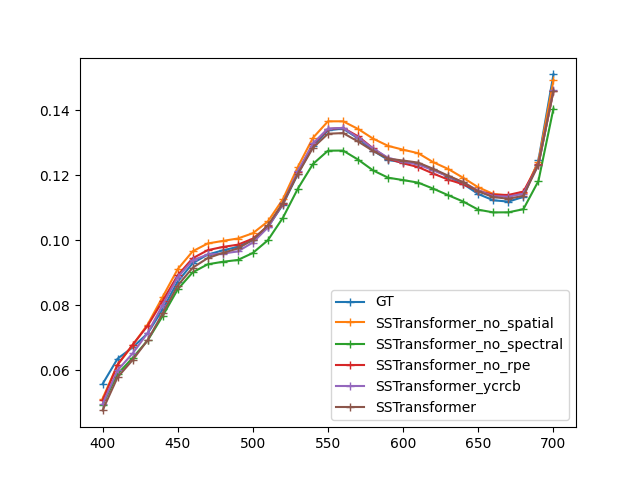 0.14
0.12
0.10
0.08
0.06
400 450 500 550 600 650 700
GT
SSTransformer_no_spatial
SSTransformer_no_spectral
SSTransformer_no_rpe
SSTransformer_ycrcb
SSTransformer